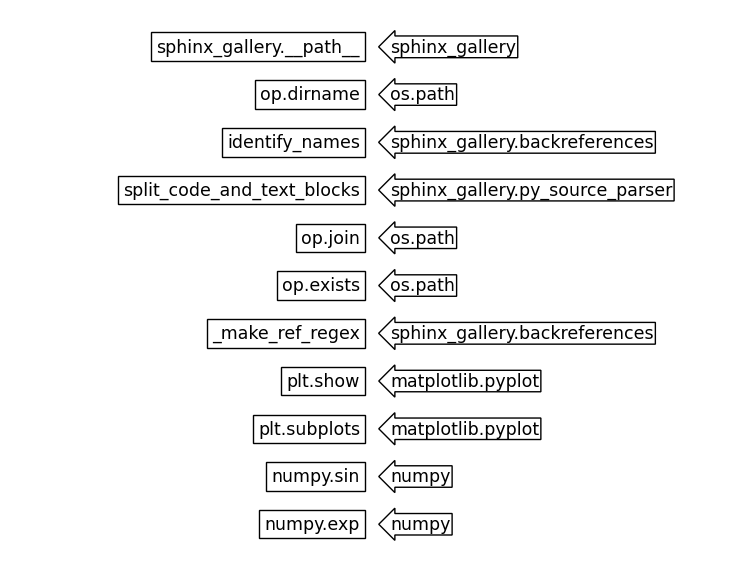 sphinx_gallery.__path__ sphinx_gallery
op.dirname os.path
identify_names sphinx_gallery.backreferences
split_code_and_text_blocks sphinx_gallery.py_source_parser
op.join os.path
op.exists os.path
_make_ref_regex sphinx_gallery.backreferences
plt.show matplotlib.pyplot
plt.subplots matplotlib.pyplot
numpy.sin numpy
numpy.exp numpy